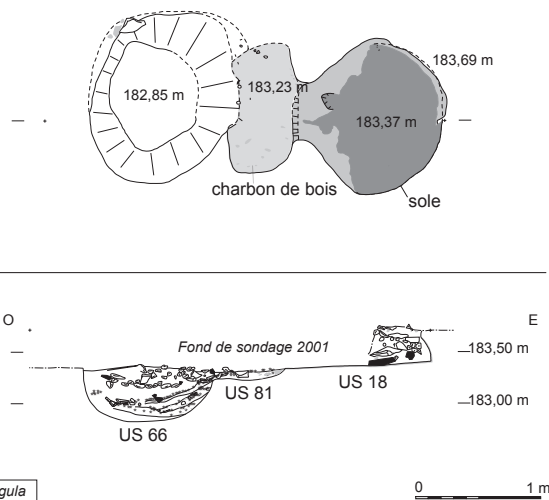 183,69 m
182,85 m
183,23 m
183,37 m
charbon de bois
sole
O
E
Fond de sondage 2001
183,50 m
US 81
US 18
183,00 m
US 66
gula
0 1 m